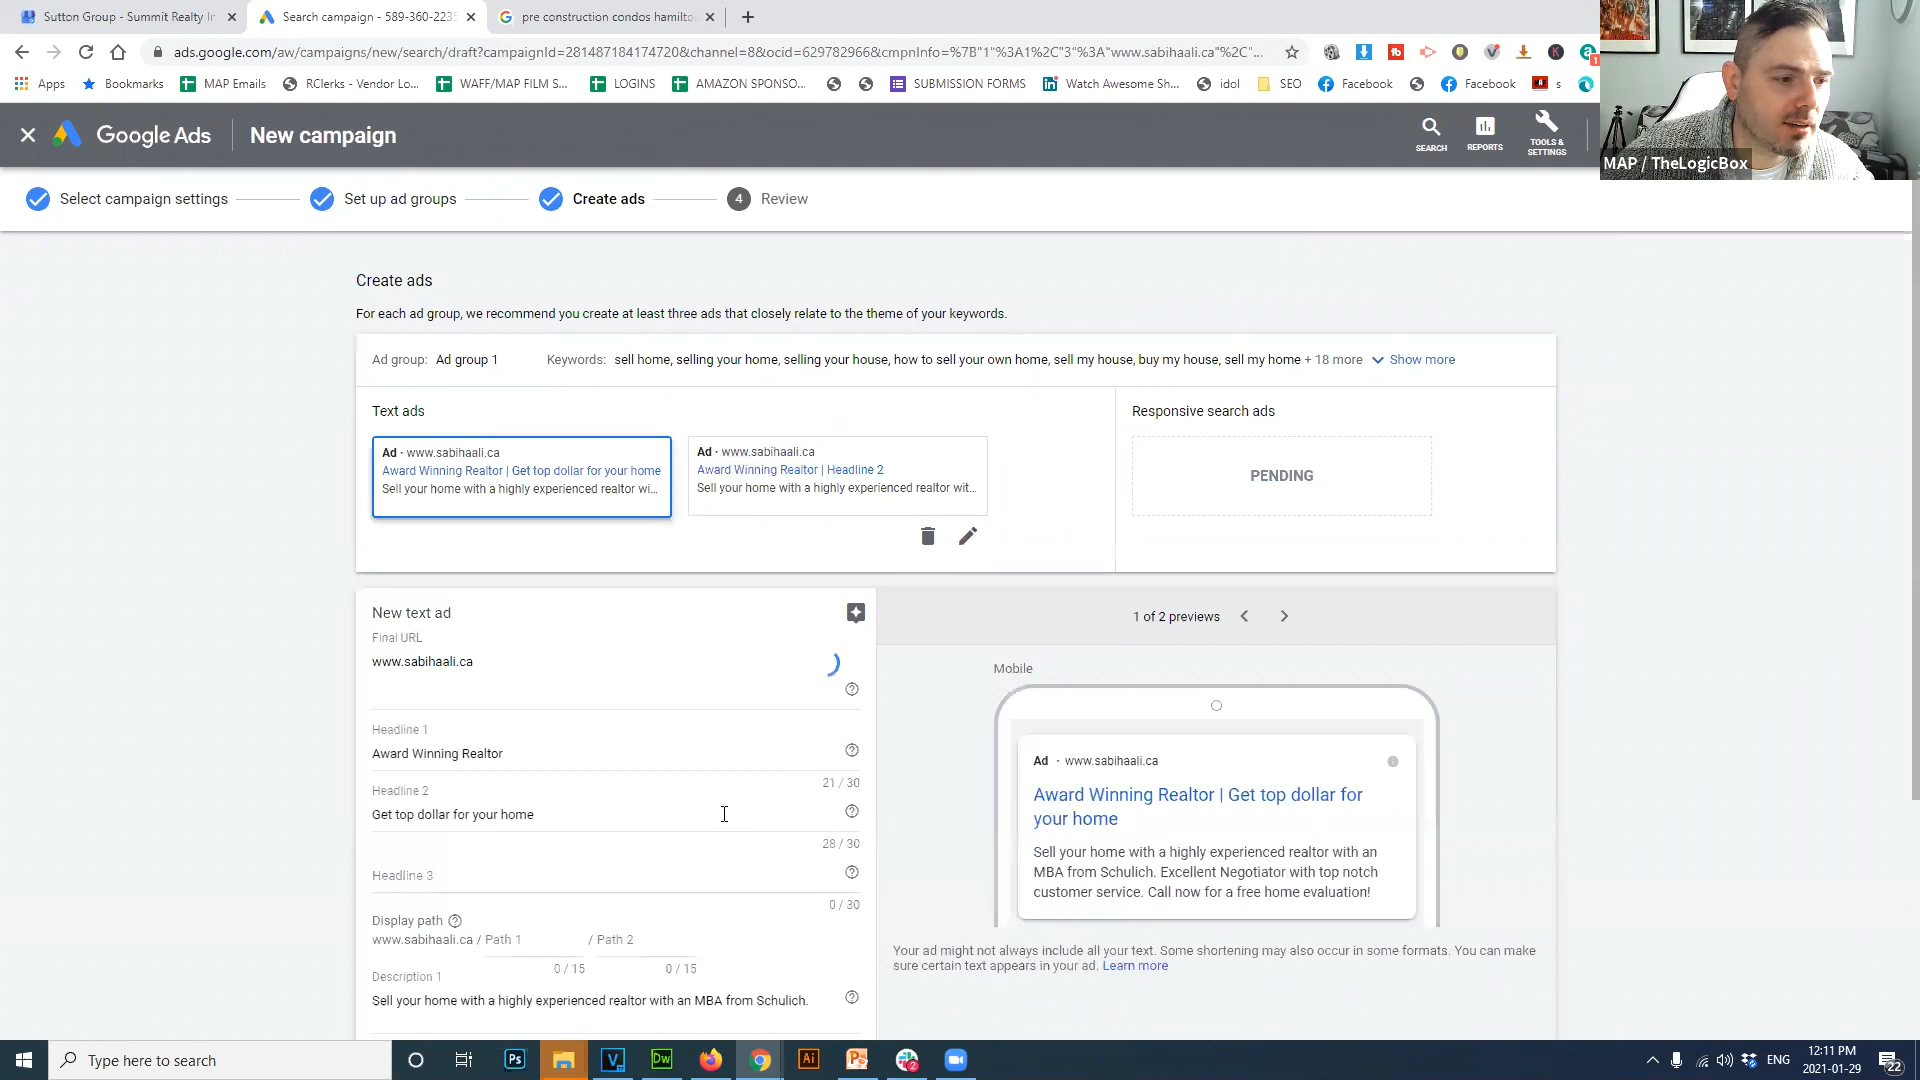 Sutton Group - Summit Realty In
Search campaign - 589-360-2235
pre construction condos hamilto
ads.google.com/aw/campaigns/new/search/draft?campaignId=281487184174720&channel=8&ocid=629782966&cmpnInfo=%7B"1"%3A1%2C"3"%3A"www.sabihaali.ca"%2C"...
Apps
Bookmarks
MAP Emails
RClerks - Vendor Lo...
WAFF/MAP FILM S...
LOGINS
AMAZON SPONSO...
SUBMISSION FORMS
Watch Awesome Sh...
idol
SEO
Facebook
Facebook
s
Google Ads
New campaign
SEARCH
REPORTS
TOOLS & SETTINGS
MAP / TheLogicBox
Select campaign settings
Set up ad groups
Create ads
4 Review
Create ads
For each ad group, we recommend you create at least three ads that closely relate to the theme of your keywords.
Ad group: Ad group 1
Keywords: sell home, selling your home, selling your house, how to sell your own home, sell my house, buy my house, sell my home + 18 more
Show more
Text ads
Responsive search ads
Ad · www.sabihaali.ca
Award Winning Realtor | Get top dollar for your home
Sell your home with a highly experienced realtor wi...
Ad · www.sabihaali.ca
Award Winning Realtor | Headline 2
Sell your home with a highly experienced realtor wit...
PENDING
New text ad
1 of 2 previews
Final URL
www.sabihaali.ca
Headline 1
Award Winning Realtor
21 / 30
Headline 2
Get top dollar for your home
28 / 30
Headline 3
0 / 30
Display path
www.sabihaali.ca / Path 1 / Path 2
0 / 15 0 / 15
Description 1
Sell your home with a highly experienced realtor with an MBA from Schulich.
Mobile
Ad · www.sabihaali.ca
Award Winning Realtor | Get top dollar for
your home
Sell your home with a highly experienced realtor with an
MBA from Schulich. Excellent Negotiator with top notch
customer service. Call now for a free home evaluation!
Your ad might not always include all your text. Some shortening may also occur in some formats. You can make
sure certain text appears in your ad. Learn more
Type here to search
ENG
12:11 PM
2021-01-29
22